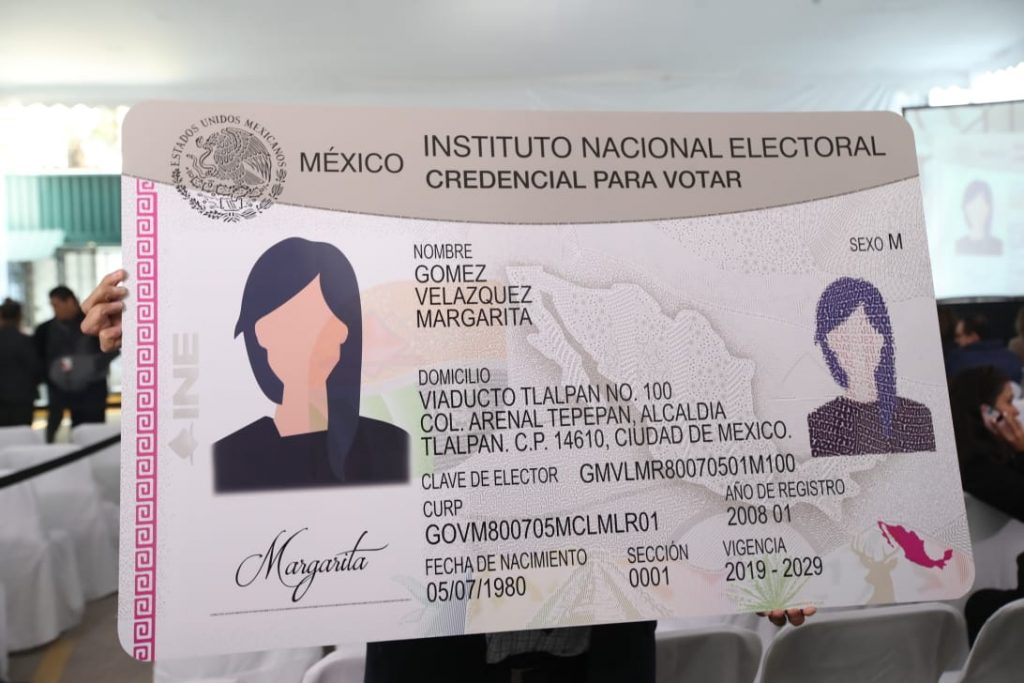 ESTADOS UNIDOS MEXICANOS
MÉXICO
INSTITUTO NACIONAL ELECTORAL
CREDENCIAL PARA VOTAR
NOMBRE
GOMEZ
VELAZQUEZ
MARGARITA
SEXO M
DOMICILIO
VIADUCTO TLALPAN NO. 100
COL. ARENAL TEPEPAN, ALCALDIA
TLALPAN. C.P. 14610, CIUDAD DE MEXICO.
CLAVE DE ELECTOR GMVLMR80070501M100
CURP
GOVM800705MCLMLR01
AÑO DE REGISTRO
2008 01
FECHA DE NACIMIENTO
05/07/1980
SECCIÓN
0001
VIGENCIA
2019 - 2029
INE
Margarita